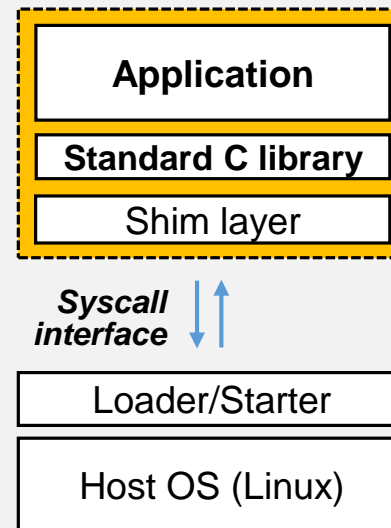 Application
Standard C library
Shim layer
Syscall
interface
Loader/Starter
Host OS (Linux)